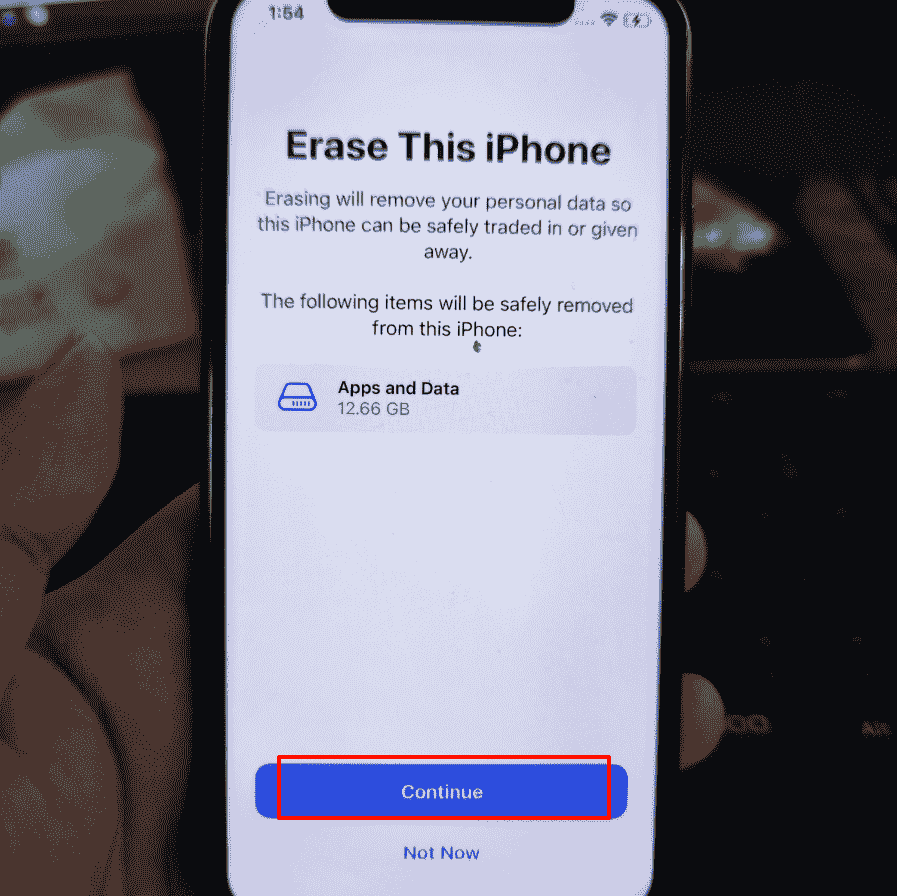 1:54
Erase This iPhone
Erasing will remove your personal data so
this iPhone can be safely traded in or given
away.
The following items will be safely removed
from this iPhone:
Apps and Data
12.66 GB
Continue
Not Now